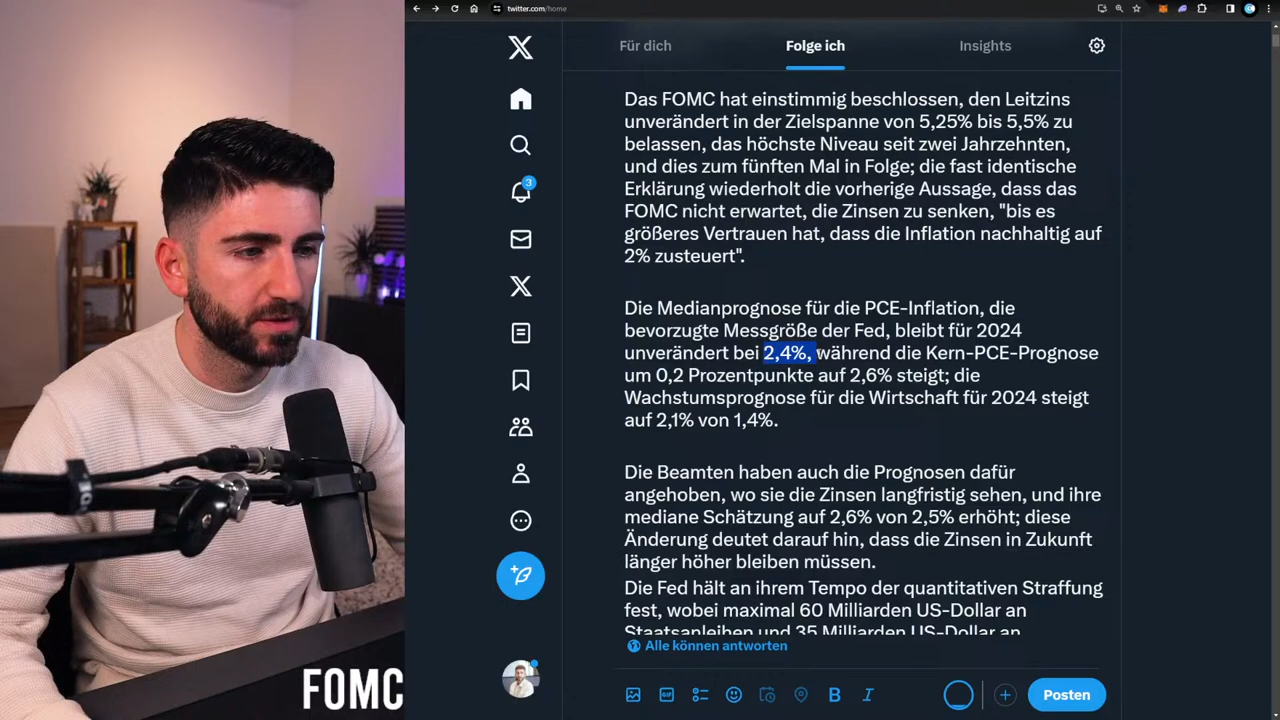 twitter.com/home
Für dich
Folge ich
Insights
3
Das FOMC hat einstimmig beschlossen, den Leitzins
unverändert in der Zielspanne von 5,25% bis 5,5% zu
belassen, das höchste Niveau seit zwei Jahrzehnten,
und dies zum fünften Mal in Folge; die fast identische
Erklärung wiederholt die vorherige Aussage, dass das
FOMC nicht erwartet, die Zinsen zu senken, "bis es
größeres Vertrauen hat, dass die Inflation nachhaltig auf
2% zusteuert".
Die Medianprognose für die PCE-Inflation, die
bevorzugte Messgröße der Fed, bleibt für 2024
unverändert bei 2,4%, während die Kern-PCE-Prognose
um 0,2 Prozentpunkte auf 2,6% steigt; die
Wachstumsprognose für die Wirtschaft für 2024 steigt
auf 2,1% von 1,4%.
Die Beamten haben auch die Prognosen dafür
angehoben, wo sie die Zinsen langfristig sehen, und ihre
mediane Schätzung auf 2,6% von 2,5% erhöht; diese
Änderung deutet darauf hin, dass die Zinsen in Zukunft
länger höher bleiben müssen.
Die Fed hält an ihrem Tempo der quantitativen Straffung
fest, wobei maximal 60 Milliarden US-Dollar an
Staatsanleihen und 35 Milliarden US-Dollar an
Alle können antworten
GIF
B
I
Posten
FOMC